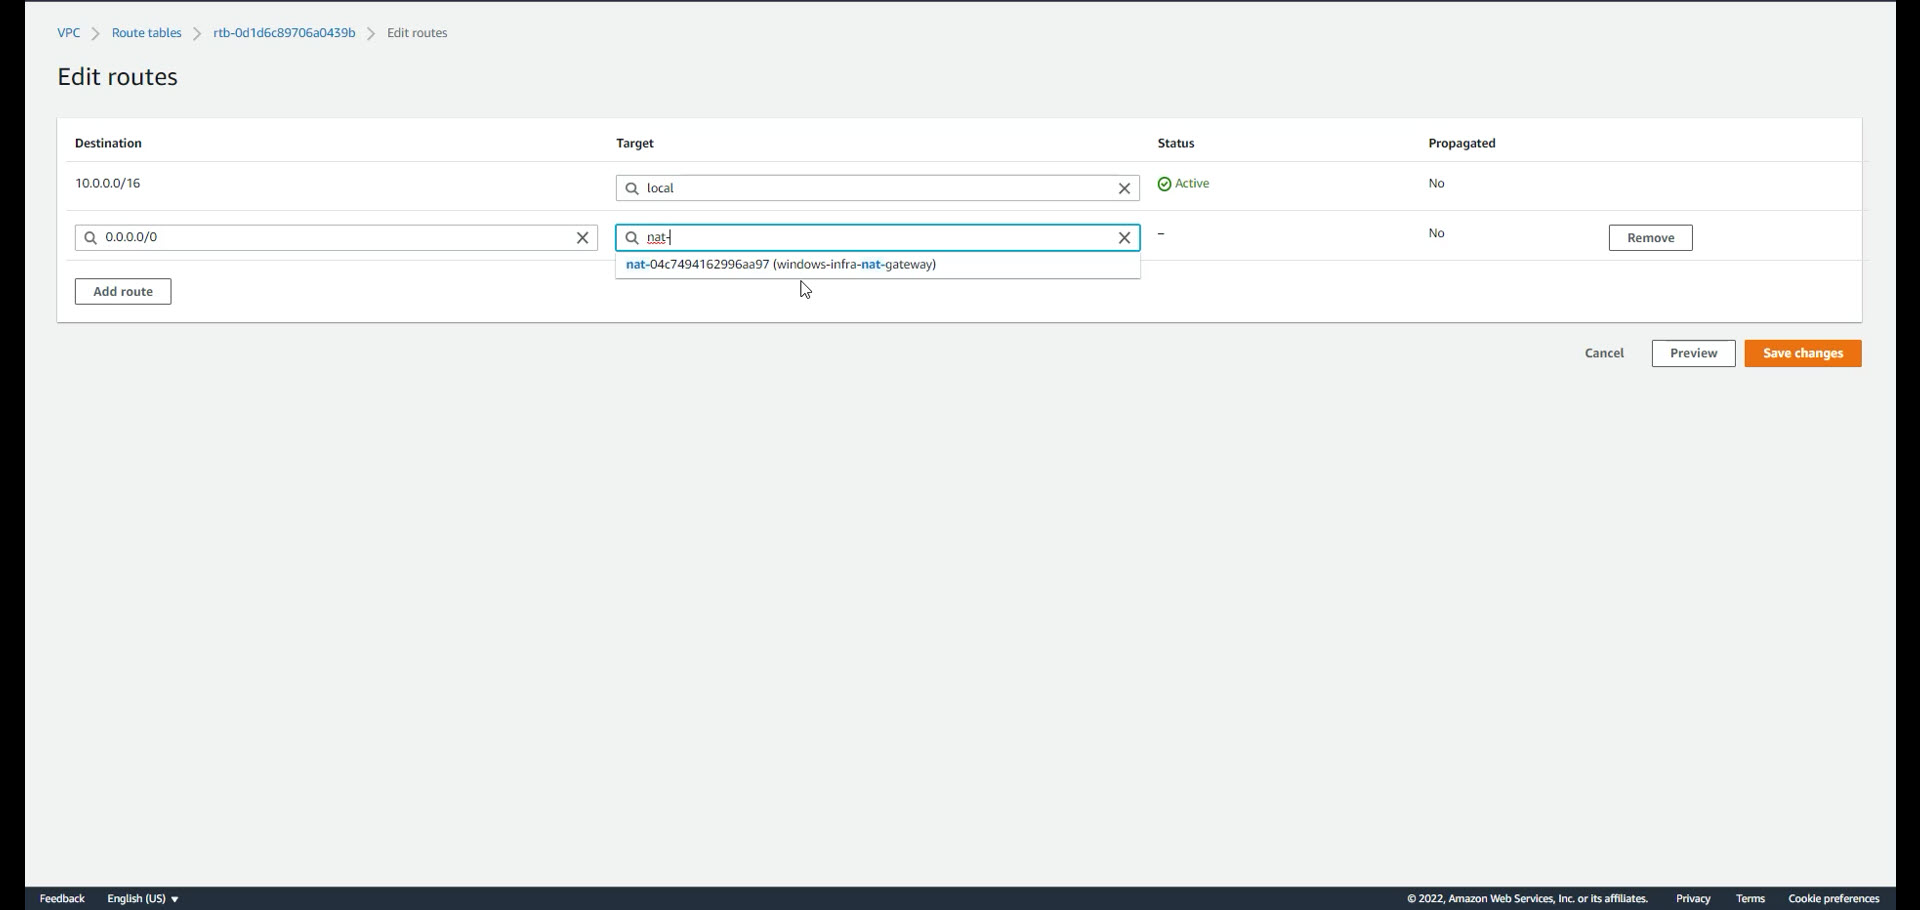 VPC > Route tables > rtb-0d1d6c89706a0439b > Edit routes
Edit routes
Destination Target Status Propagated
10.0.0.0/16 local Active No
0.0.0.0/0 nat- – No Remove
nat-04c7494162996aa97 (windows-infra-nat-gateway)
Add route
Cancel Preview Save changes
Feedback English (US) © 2022, Amazon Web Services, Inc. or its affiliates. Privacy Terms Cookie preferences